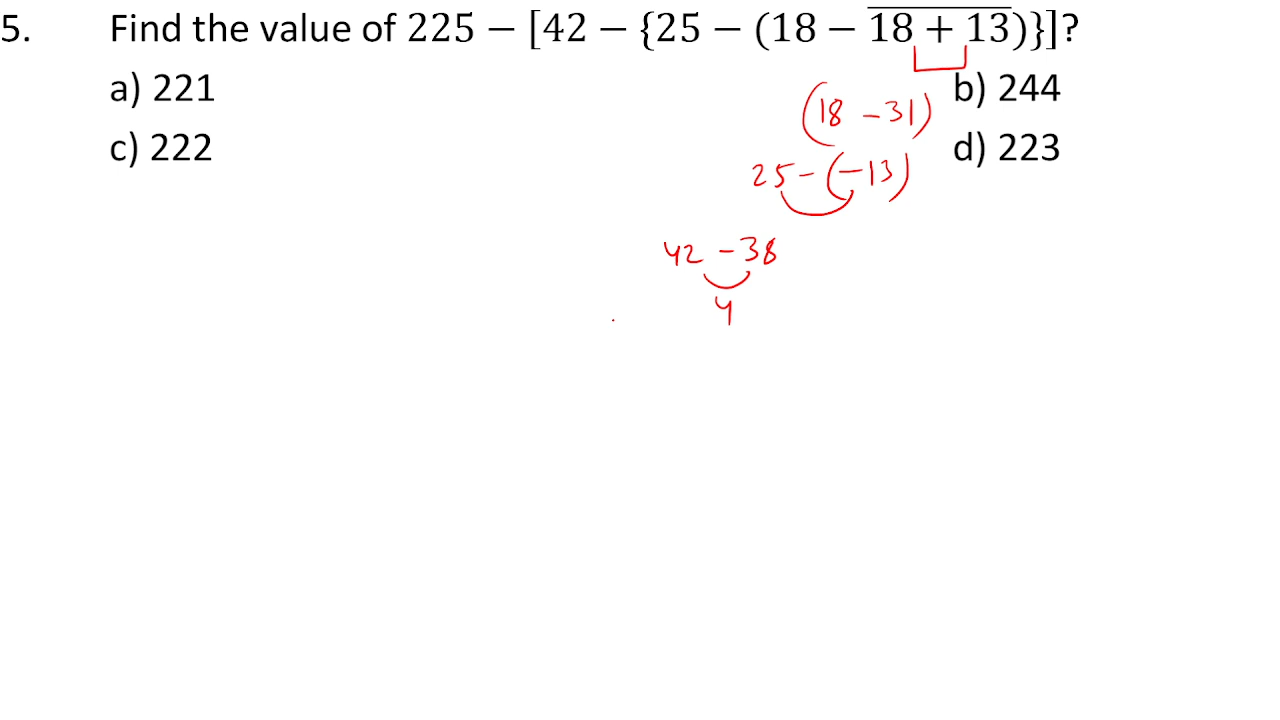 5. Find the value of 225 − [42 − {25 − (18 − \overline{18 + 13})}]?
a) 221 b) 244
(18 − 31)
c) 222 d) 223
25 − (−13)
42 − 38
4